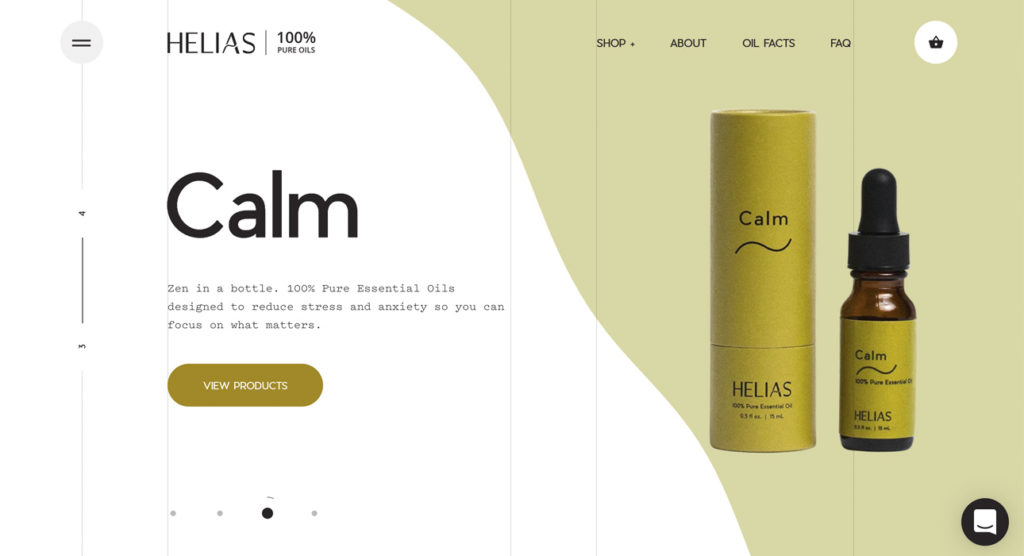 HELIAS | 100%
PURE OILS
SHOP +
ABOUT
OIL FACTS
FAQ
4
3
Calm
Zen in a bottle. 100% Pure Essential Oils
designed to reduce stress and anxiety so you can
focus on what matters.
VIEW PRODUCTS
Calm
HELIAS
100% Pure Essential Oil
0,5 fl oz. | 15 mL
Calm
100% Pure Essential Oil
HELIAS
0,5 fl oz. | 15 mL